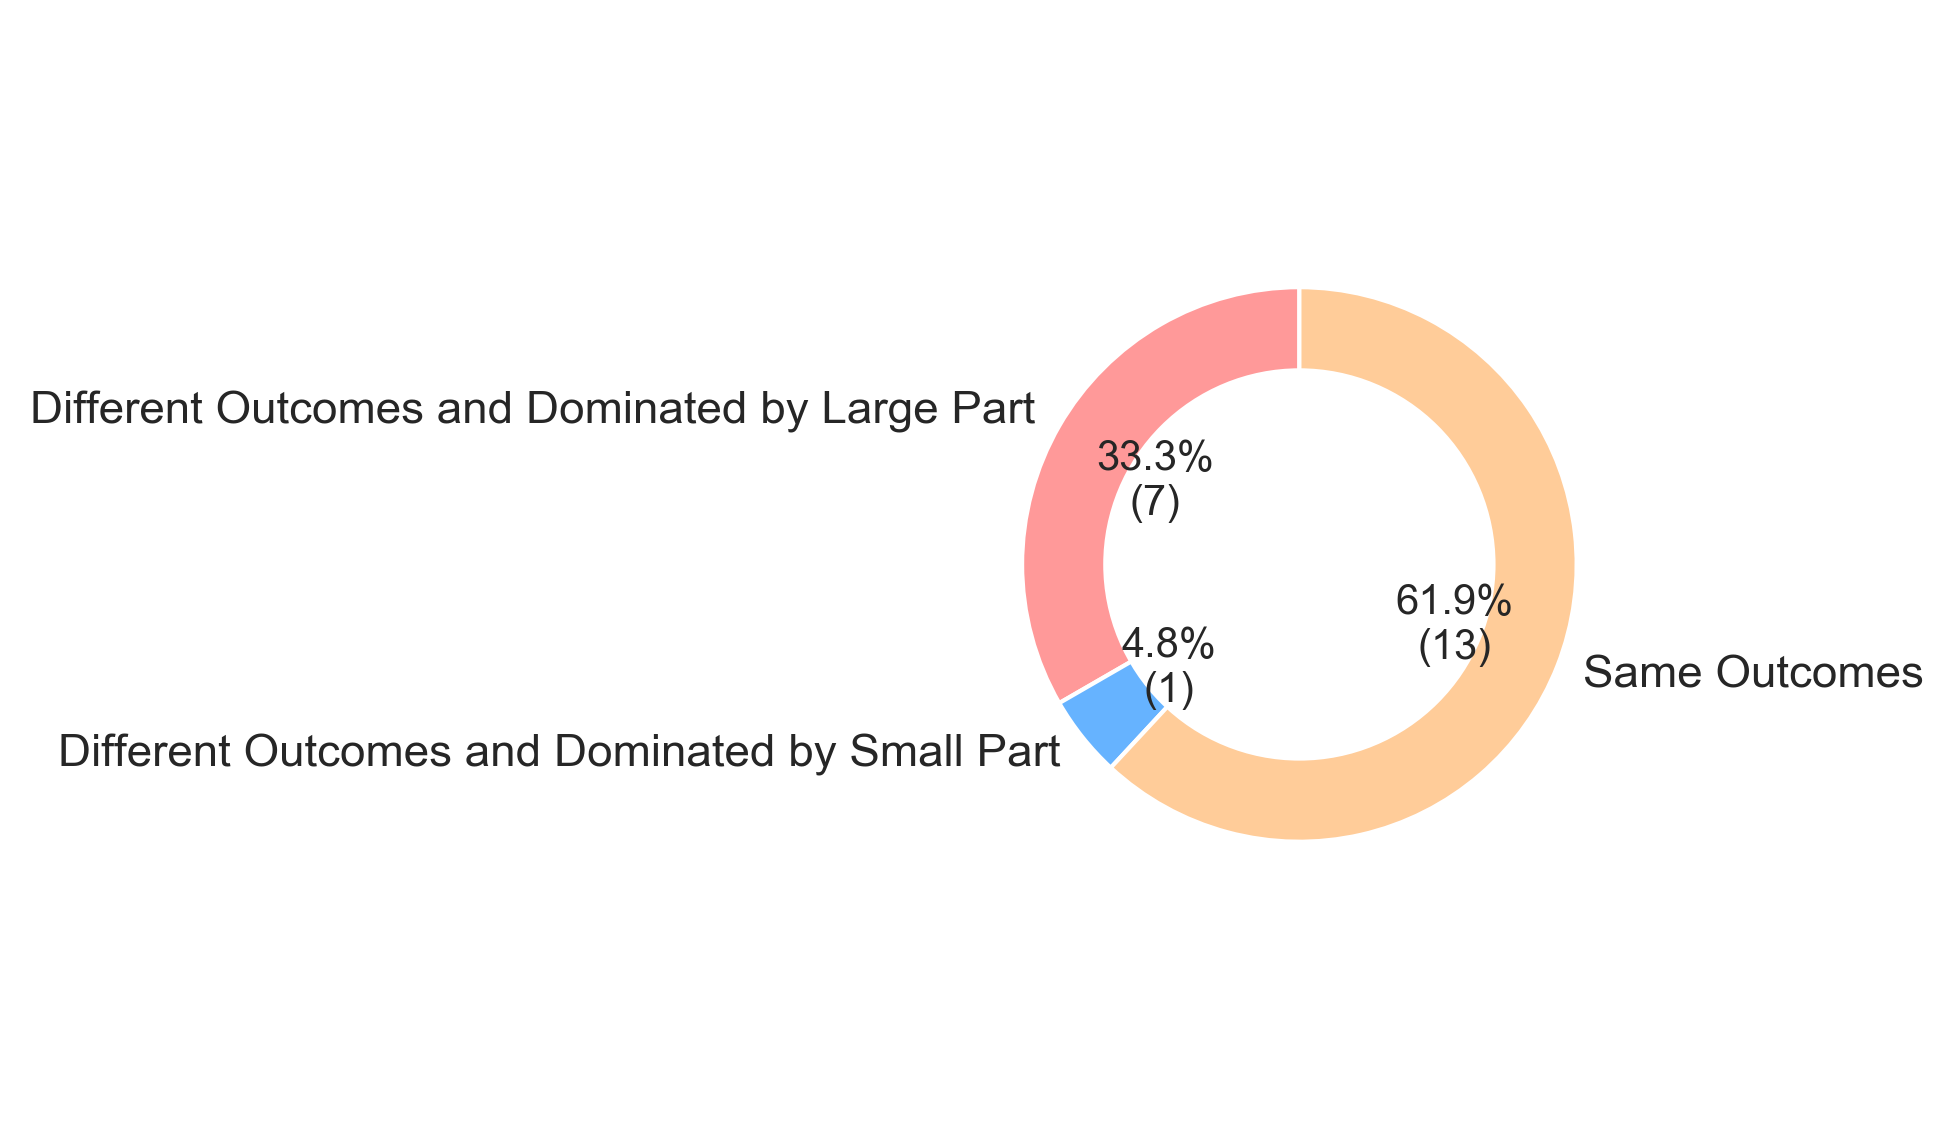 Different Outcomes and Dominated by Large Part
33.3%
(7)
61.9%
(13)
4.8%
(1)
Same Outcomes
Different Outcomes and Dominated by Small Part